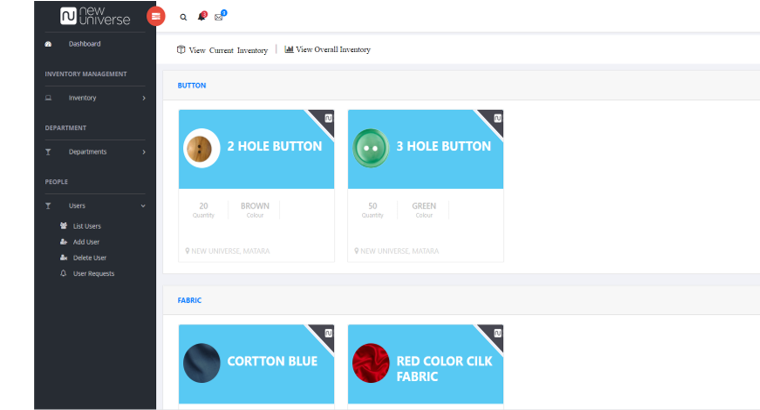 new
universe
3
Dashboard
View Current Inventory
View Overall Inventory
INVENTORY MANAGEMENT
Inventory
DEPARTMENT
Departments
PEOPLE
Users
List Users
Add User
Delete User
User Requests
BUTTON
2 HOLE BUTTON
20
Quantity
BROWN
Colour
NEW UNIVERSE, MATARA
3 HOLE BUTTON
50
Quantity
GREEN
Colour
NEW UNIVERSE, MATARA
FABRIC
CORTTON BLUE
RED COLOR CILK
FABRIC